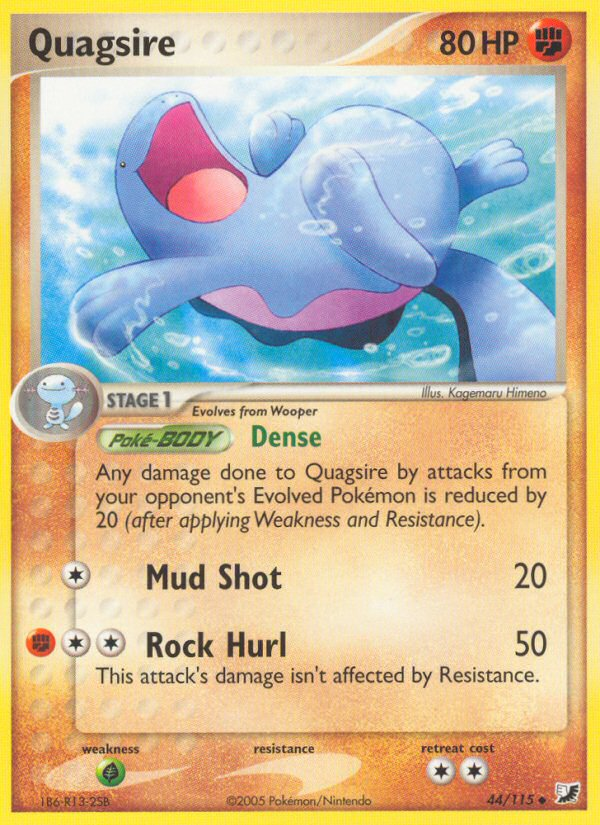 Quagsire
80 HP
Illus. Kagemaru Himeno
STAGE 1
Evolves from Wooper
Poké-BODY Dense
Any damage done to Quagsire by attacks from
your opponent's Evolved Pokémon is reduced by
20 (after applying Weakness and Resistance).
Mud Shot 20
Rock Hurl 50
This attack's damage isn't affected by Resistance.
weakness resistance retreat cost
186-R13-25B ©2005 Pokémon/Nintendo 44/115